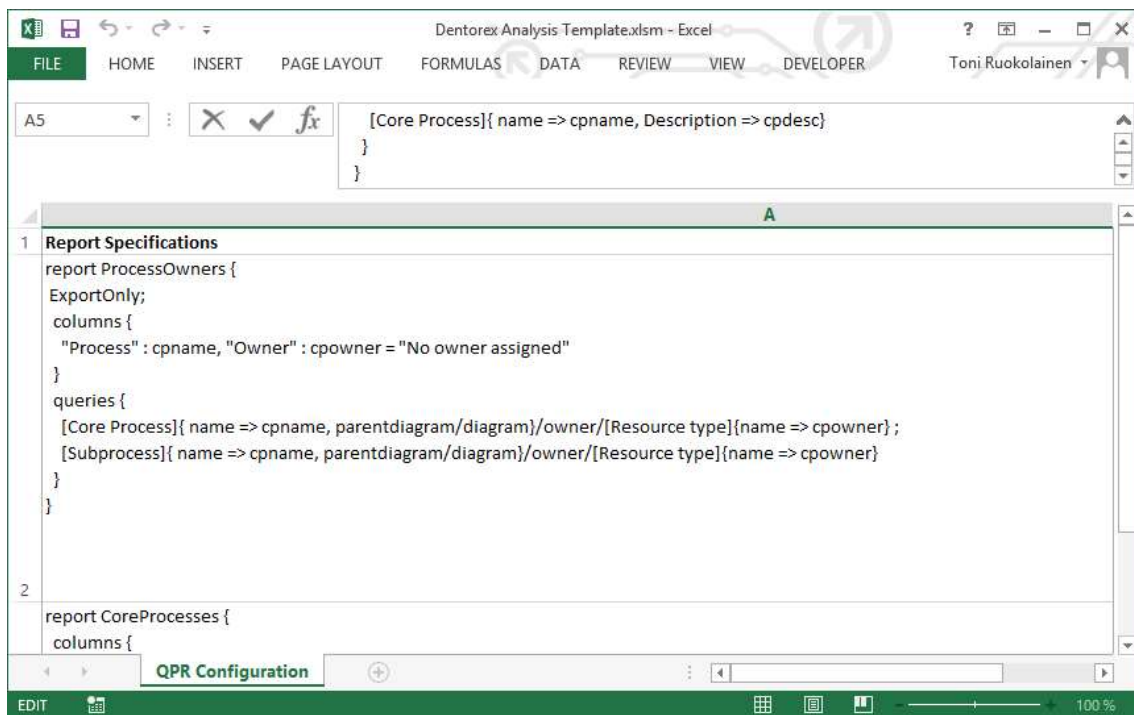 Dentorex Analysis Template.xlsm - Excel
?
FILE HOME INSERT PAGE LAYOUT FORMULAS DATA REVIEW VIEW DEVELOPER Toni Ruokolainen
A5 fx [Core Process]{ name => cpname, Description => cpdesc}
}
}
A
1 Report Specifications
report ProcessOwners {
ExportOnly;
columns {
"Process" : cpname, "Owner" : cpowner = "No owner assigned"
}
queries {
[Core Process]{ name => cpname, parentdiagram/diagram}/owner/[Resource type]{name => cpowner} ;
[Subprocess]{ name => cpname, parentdiagram/diagram}/owner/[Resource type]{name => cpowner}
}
}
2
report CoreProcesses {
columns {
QPR Configuration
EDIT 100 %